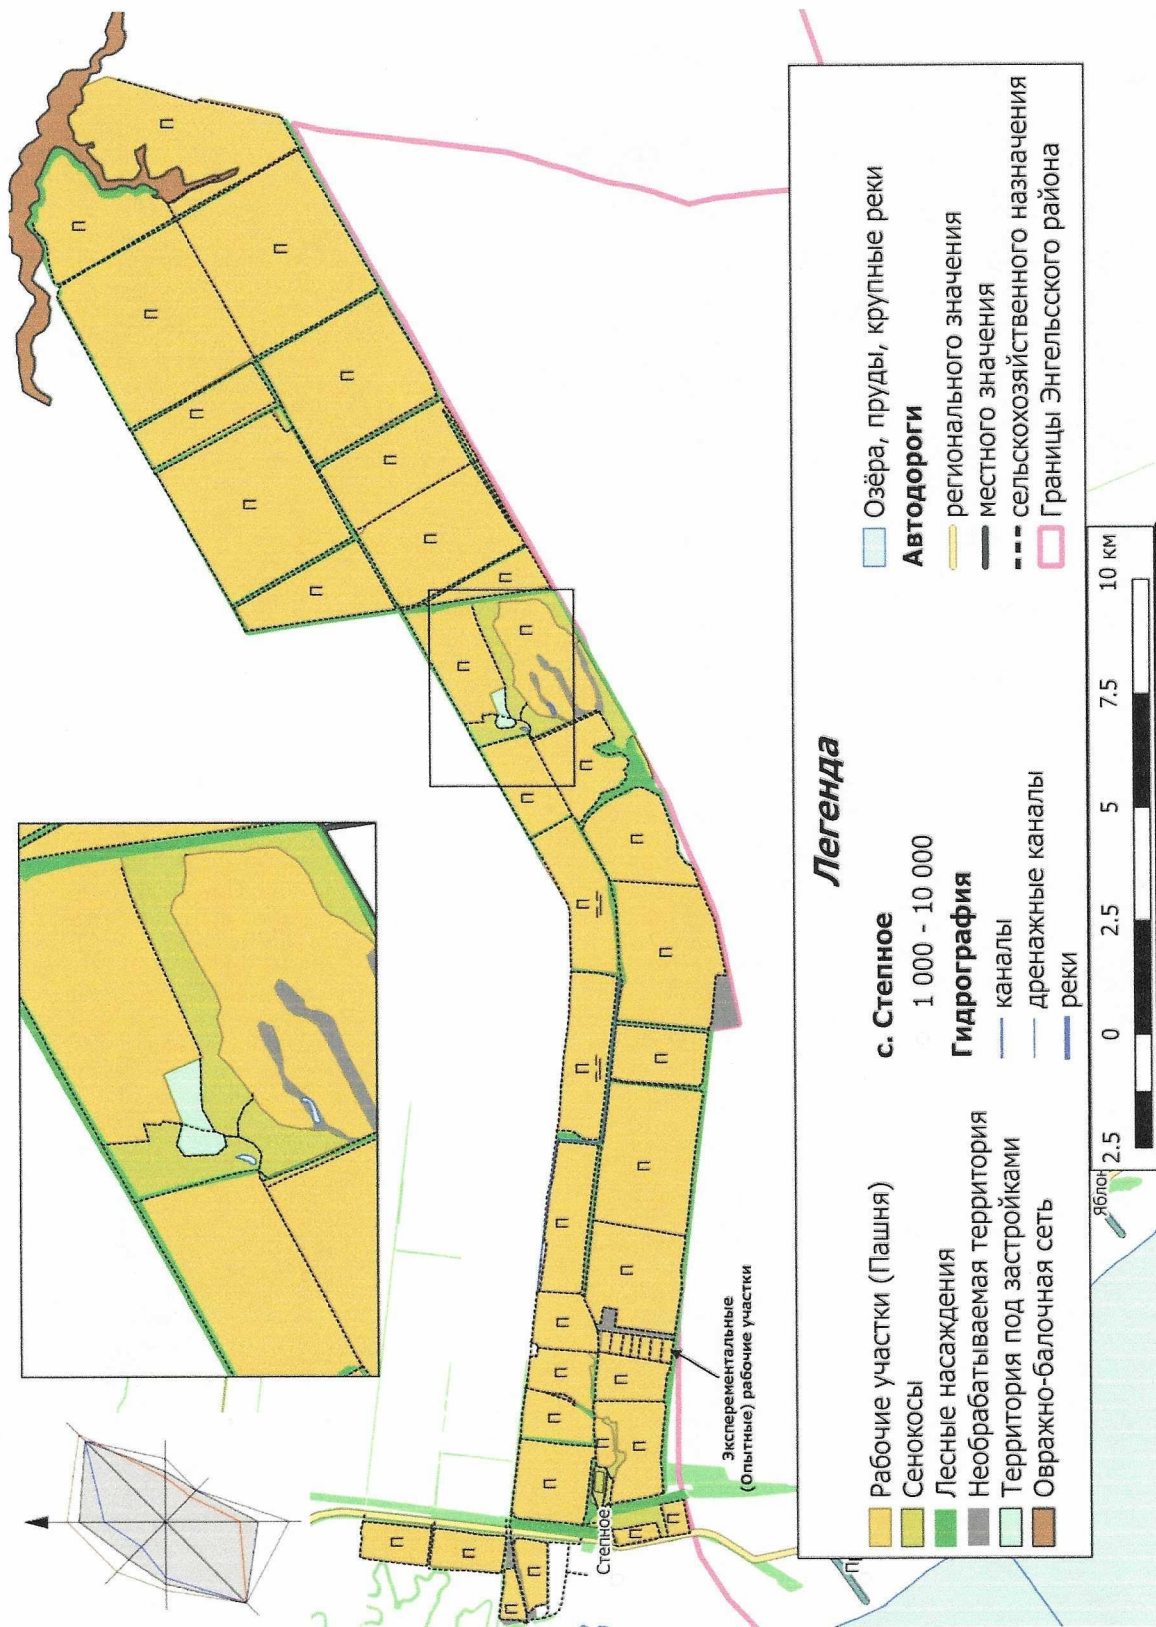 Степное
Эксперементальные
(Опытные) рабочие участки
Яблон
П
Легенда
Рабочие участки (Пашня)
Сенокосы
Лесные насаждения
Необрабатываемая территория
Территория под застройками
Овражно-балочная сеть
с. Степное
1 000 - 10 000
Гидрография
каналы
дренажные каналы
реки
Озёра, пруды, крупные реки
Автодороги
регионального значения
местного значения
сельскохозяйственного назначения
Границы Энгельсского района
2.5 0 2.5 5 7.5 10 км